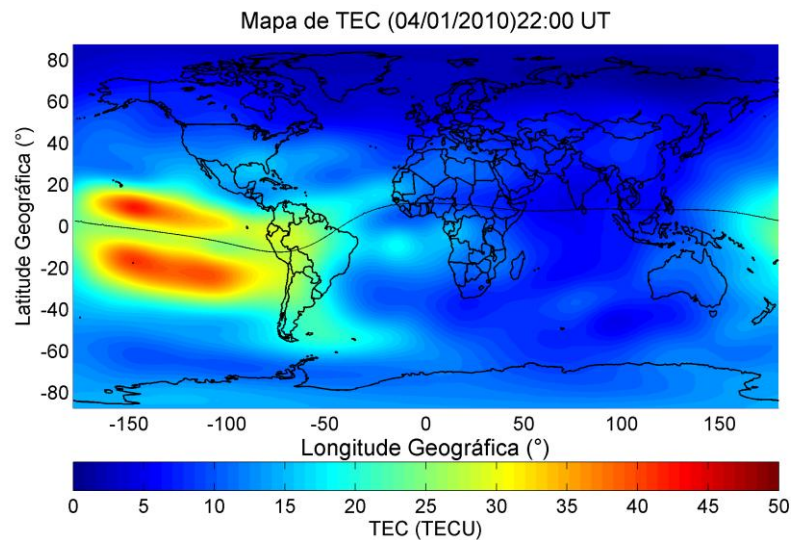 Mapa de TEC (04/01/2010)22:00 UT
80
60
40
20
0
-20
-40
-60
-80
Latitude Geográfica (°)
-150 -100 -50 0 50 100 150
Longitude Geográfica (°)
0 5 10 15 20 25 30 35 40 45 50
TEC (TECU)